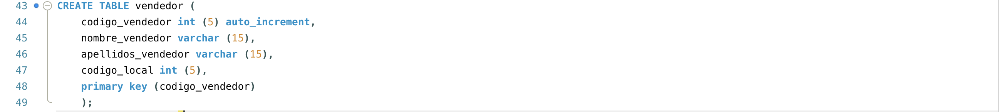 43 CREATE TABLE vendedor (
44 codigo_vendedor int (5) auto_increment,
45 nombre_vendedor varchar (15),
46 apellidos_vendedor varchar (15),
47 codigo_local int (5),
48 primary key (codigo_vendedor)
49 );